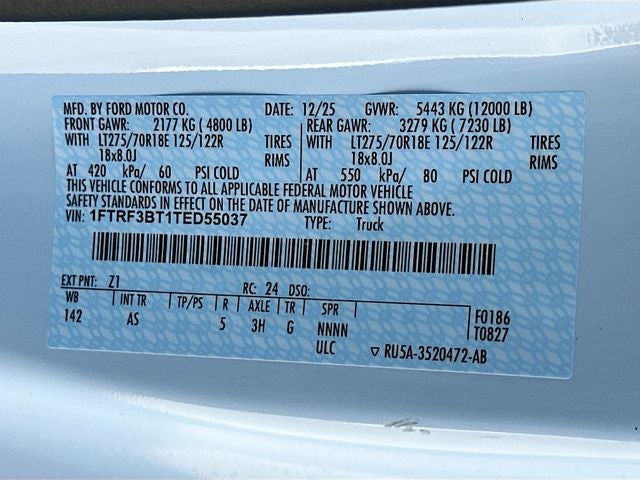 MFD. BY FORD MOTOR CO. DATE: 12/25 GVWR: 5443 KG (12000 LB)
FRONT GAWR: 2177 KG ( 4800 LB) REAR GAWR: 3279 KG ( 7230 LB)
WITH LT275/70R18E 125/122R TIRES WITH LT275/70R18E 125/122R TIRES
18x8.0J RIMS 18x8.0J RIMS
AT 420 kPa/ 60 PSI COLD AT 550 kPa/ 80 PSI COLD
THIS VEHICLE CONFORMS TO ALL APPLICABLE FEDERAL MOTOR VEHICLE
SAFETY STANDARDS IN EFFECT ON THE DATE OF MANUFACTURE SHOWN ABOVE.
VIN: 1FTRF3BT1TED55037 TYPE: Truck
EXT PNT: Z1 RC: 24 DSO:
WB INT TR TP/PS R AXLE TR SPR F0186
142 AS 5 3H G NNNN T0827
ULC ▽ RU5A-3520472-AB